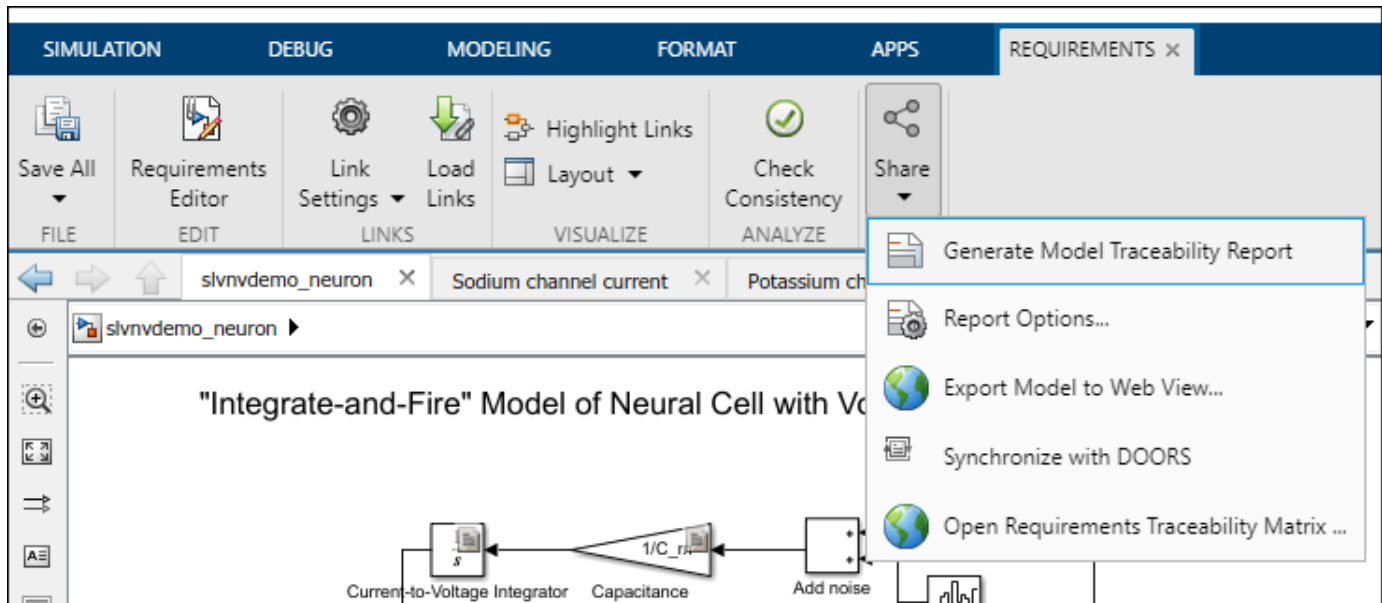 SIMULATION DEBUG MODELING FORMAT APPS REQUIREMENTS
Save All
Requirements
Editor
Link
Settings
Load
Links
Highlight Links
Layout
Check
Consistency
Share
FILE EDIT LINKS VISUALIZE ANALYZE
Generate Model Traceability Report
Report Options...
Export Model to Web View...
Synchronize with DOORS
Open Requirements Traceability Matrix ...
slvnvdemo_neuron Sodium channel current Potassium ch
slvnvdemo_neuron
"Integrate-and-Fire" Model of Neural Cell with Vo
s
1/C_m
+
+
Current-to-Voltage Integrator Capacitance Add noise